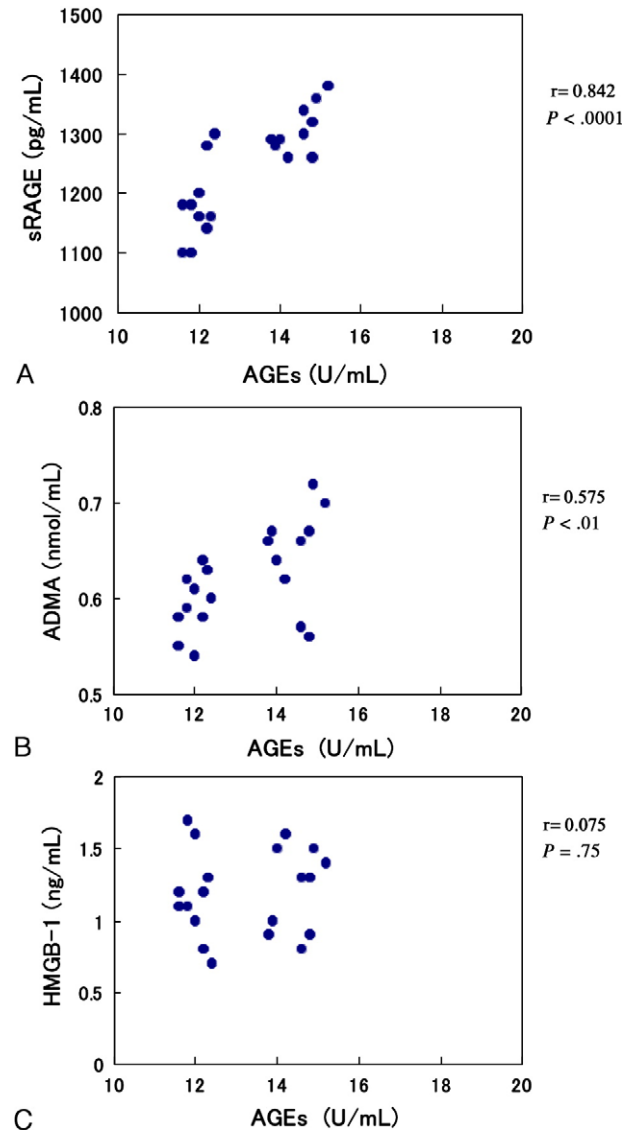 1500
1400
1300
1200
1100
1000
sRAGE (pg/mL)
r= 0.842
P < .0001
10 12 14 16 18 20
AGEs (U/mL)
A
0.8
0.7
0.6
0.5
ADMA (nmol/mL)
r= 0.575
P < .01
10 12 14 16 18 20
AGEs (U/mL)
B
2
1.5
1
0.5
0
HMGB-1 (ng/mL)
r= 0.075
P = .75
10 12 14 16 18 20
AGEs (U/mL)
C